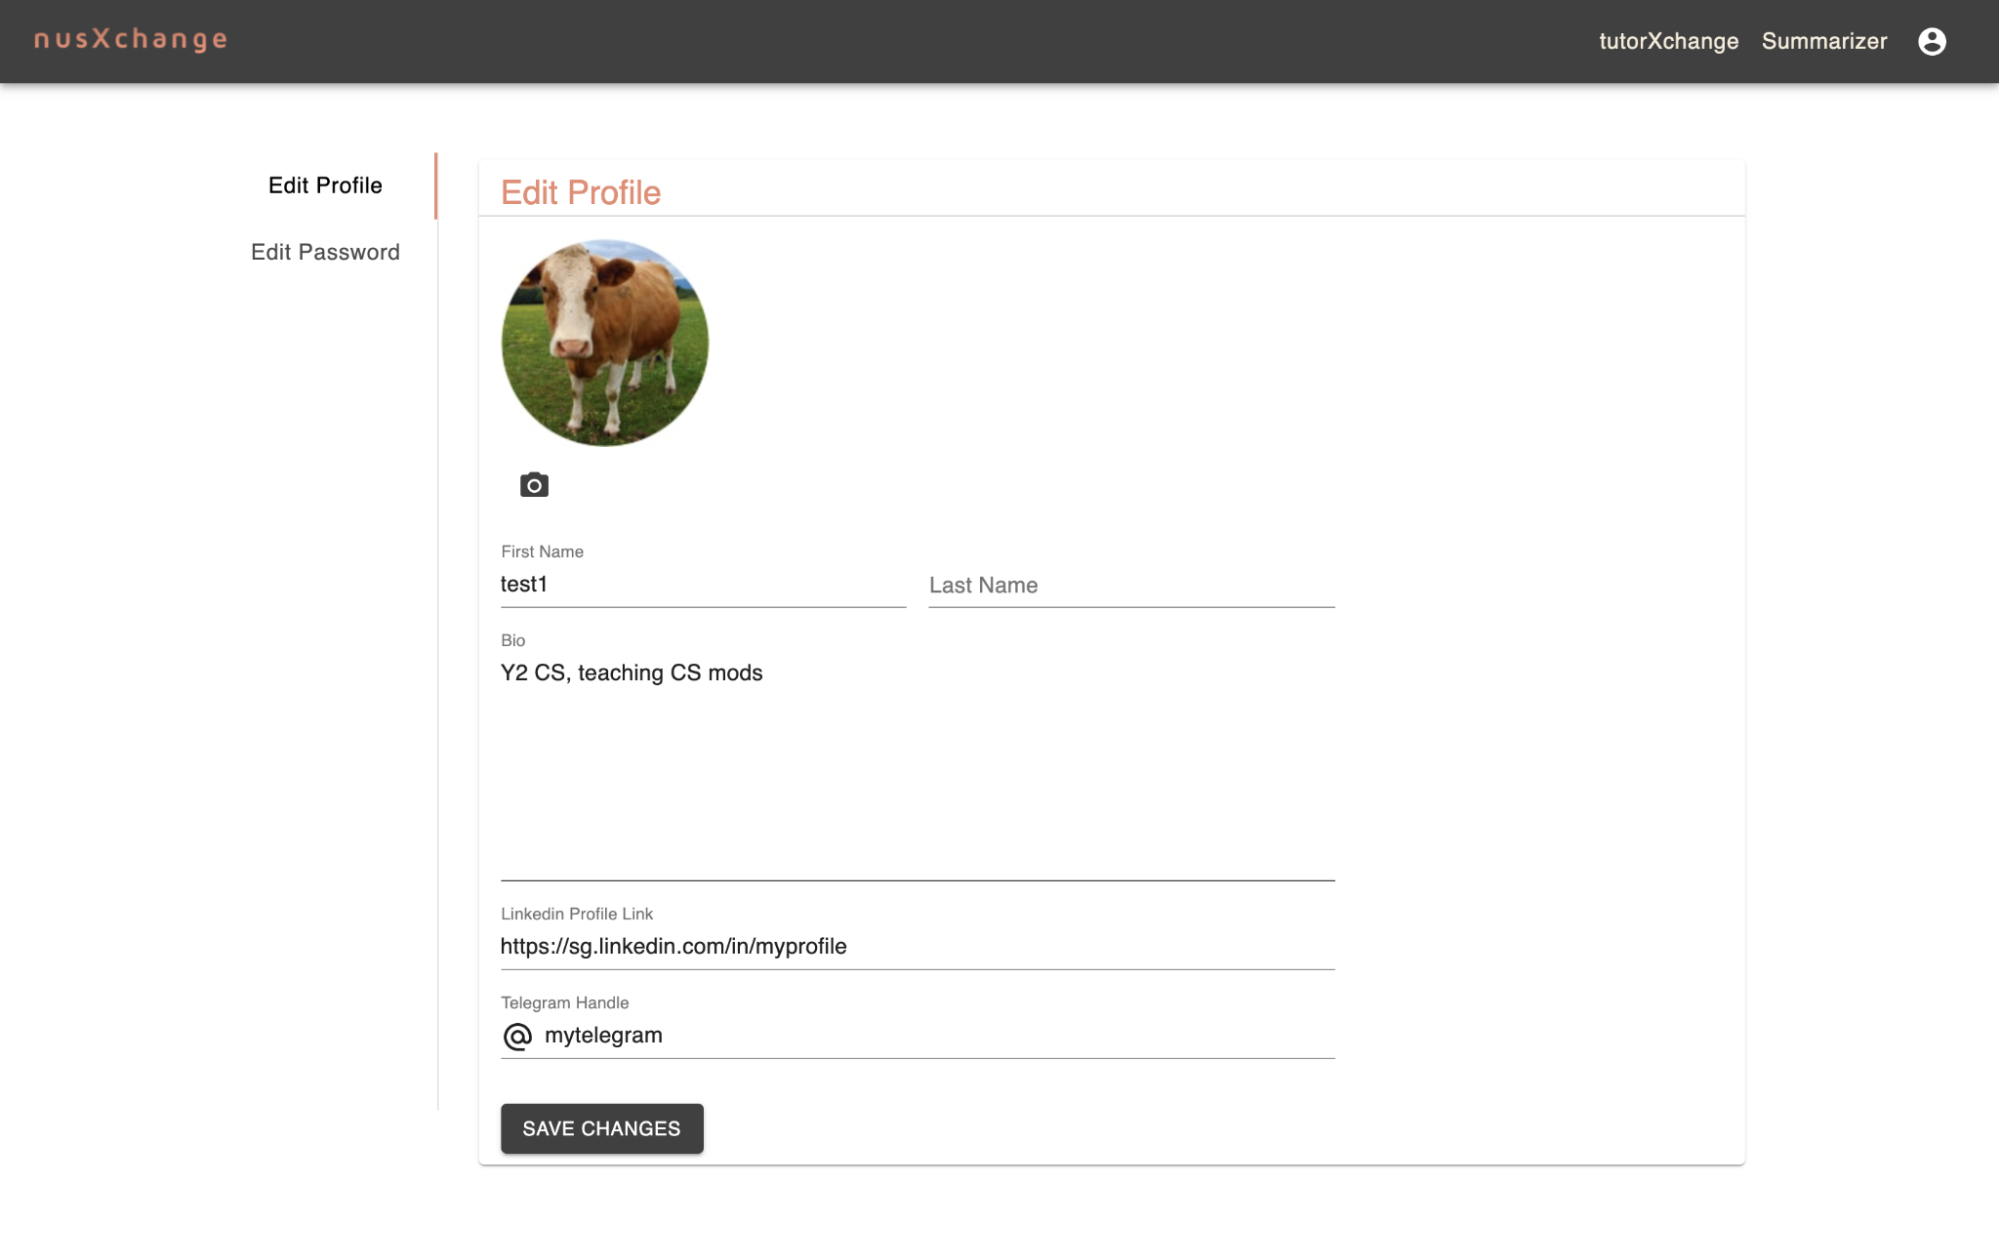 nusXchange
tutorXchange Summarizer
Edit Profile
Edit Password
Edit Profile
First Name
test1
Last Name
Bio
Y2 CS, teaching CS mods
Linkedin Profile Link
https://sg.linkedin.com/in/myprofile
Telegram Handle
@ mytelegram
SAVE CHANGES